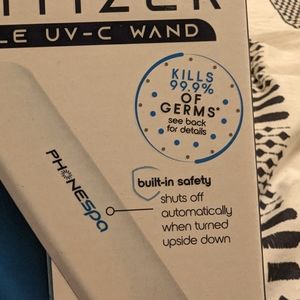 LE UV-C WAND
KILLS
99.9%
OF
GERMS*
see back
for details
PHONESPA
built-in safety
shuts off
automatically
when turned
upside down